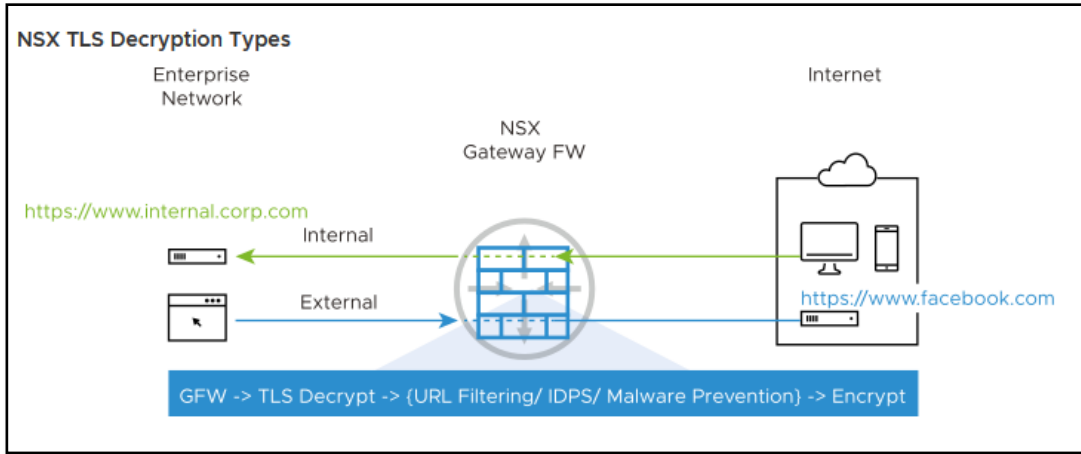 NSX TLS Decryption Types
Enterprise
Network
Internet
NSX
Gateway FW
https://www.internal.corp.com
Internal
External
https://www.facebook.com
GFW -> TLS Decrypt -> {URL Filtering/ IDPS/ Malware Prevention} -> Encrypt